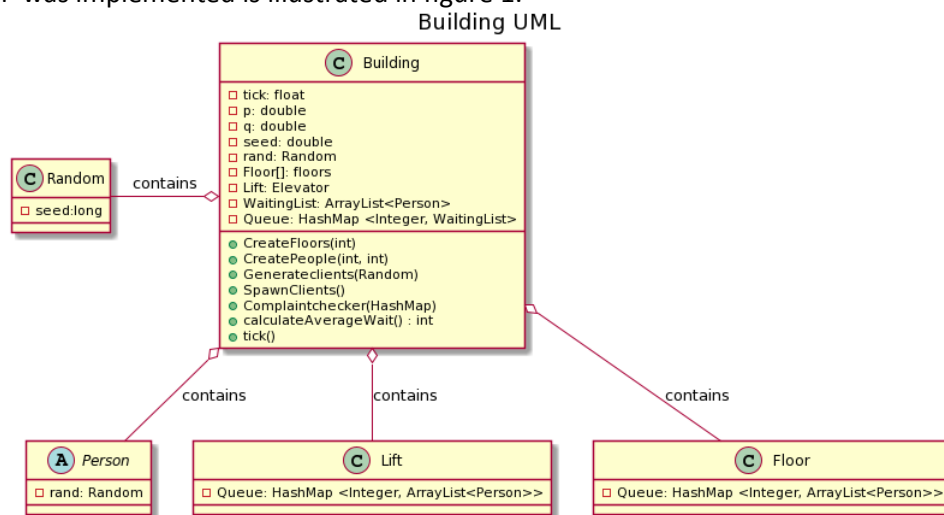 was implemented is illustrated in figure 1.
Building UML
C Building
tick: float
p: double
q: double
seed: double
rand: Random
Floor[]: floors
Lift: Elevator
WaitingList: ArrayList<Person>
Queue: HashMap <Integer, WaitingList>
CreateFloors(int)
CreatePeople(int, int)
Generateclients(Random)
SpawnClients()
Complaintchecker(HashMap)
calculateAverageWait() : int
tick()
C Random
seed:long
contains
contains
contains
contains
A Person
rand: Random
C Lift
Queue: HashMap <Integer, ArrayList<Person>>
C Floor
Queue: HashMap <Integer, ArrayList<Person>>